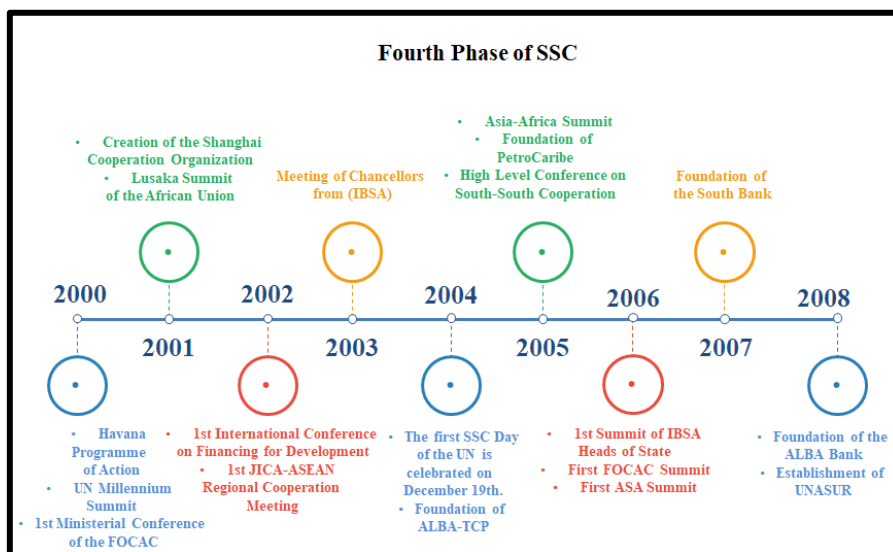 Fourth Phase of SSC
• Creation of the Shanghai
Cooperation Organization
• Lusaka Summit
of the African Union
Meeting of Chancellors
from (IBSA)
• Asia-Africa Summit
• Foundation of
PetroCaribe
• High Level Conference on
South-South Cooperation
Foundation of
the South Bank
2000
2001
2002
2003
2004
2005
2006
2007
2008
• Havana
Programme
of Action
• UN Millennium
Summit
• 1st Ministerial Conference
of the FOCAC
• 1st International Conference
on Financing for Development
• 1st JICA-ASEAN
Regional Cooperation
Meeting
• The first SSC Day
of the UN is
celebrated on
December 19th.
• Foundation of
ALBA-TCP
• 1st Summit of IBSA
Heads of State
• First FOCAC Summit
• First ASA Summit
• Foundation of the
ALBA Bank
• Establishment of
UNASUR